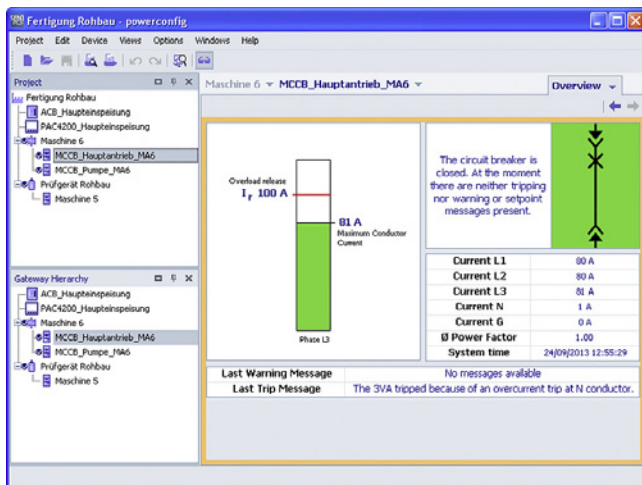 Fertigung Rohbau - powerconfig
Project Edit Device Views Options Windows Help
Project
Fertigung Rohbau
ACB_Haupteinspeisung
PAC4200_Haupteinspeisung
Maschine 6
MCCB_Hauptantrieb_MA6
MCCB_Pumpe_MA6
Prüfgerät Rohbau
Maschine 5
Gateway Hierarchy
ACB_Haupteinspeisung
PAC4200_Haupteinspeisung
Maschine 6
MCCB_Hauptantrieb_MA6
MCCB_Pumpe_MA6
Prüfgerät Rohbau
Maschine 5
Maschine 6 MCCB_Hauptantrieb_MA6 Overview
Overload release
Ir 100 A
81 A
Maximum Conductor
Current
Phase L3
The circuit breaker is
closed. At the moment
there are neither tripping
nor warning or setpoint
messages present.
Current L1 80 A
Current L2 80 A
Current L3 81 A
Current N 1 A
Current G 0 A
Ø Power Factor 1.00
System time 24/09/2013 12:55:29
Last Warning Message No messages available
Last Trip Message The 3VA tripped because of an overcurrent trip at N conductor.